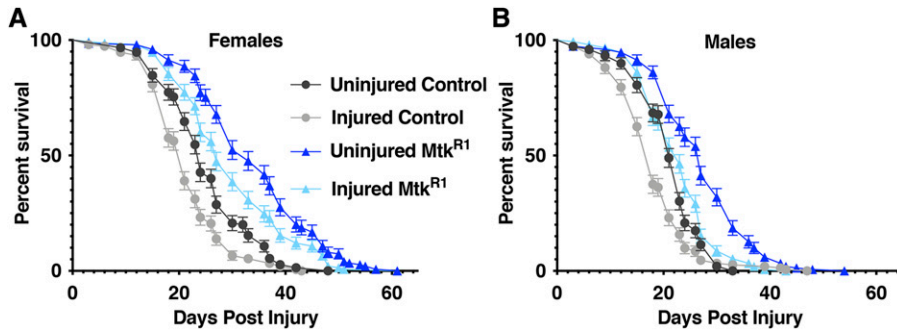 A
Females
100
50
0
Percent survival
0
20
40
60
Days Post Injury
Uninjured Control
Injured Control
Uninjured Mtk^R1
Injured Mtk^R1
B
Males
100
50
0
Percent survival
0
20
40
60
Days Post Injury